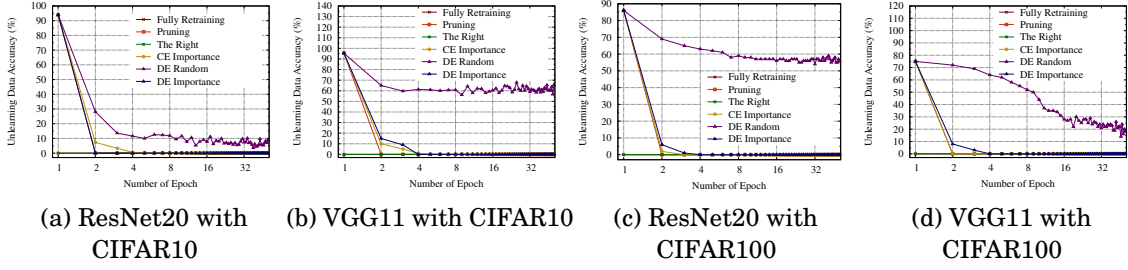 Unlearning Data Accuracy (%)
100
90
80
70
60
50
40
30
20
10
0
Fully Retraining
Pruning
The Right
CE Importance
DE Random
DE Importance
1 2 4 8 16 32
Number of Epoch
(a) ResNet20 with
CIFAR10
Unlearning Data Accuracy (%)
140
130
120
110
100
90
80
70
60
50
40
30
20
10
0
Fully Retraining
Pruning
The Right
CE Importance
DE Random
DE Importance
1 2 4 8 16 32
Number of Epoch
(b) VGG11 with CIFAR10
Unlearning Data Accuracy (%)
90
80
70
60
50
40
30
20
10
0
Fully Retraining
Pruning
The Right
CE Importance
DE Random
DE Importance
1 2 4 8 16 32
Number of Epoch
(c) ResNet20 with
CIFAR100
Unlearning Data Accuracy (%)
120
110
100
90
80
70
60
50
40
30
20
10
0
Fully Retraining
Pruning
The Right
CE Importance
DE Random
DE Importance
1 2 4 8 16 32
Number of Epoch
(d) VGG11 with
CIFAR100